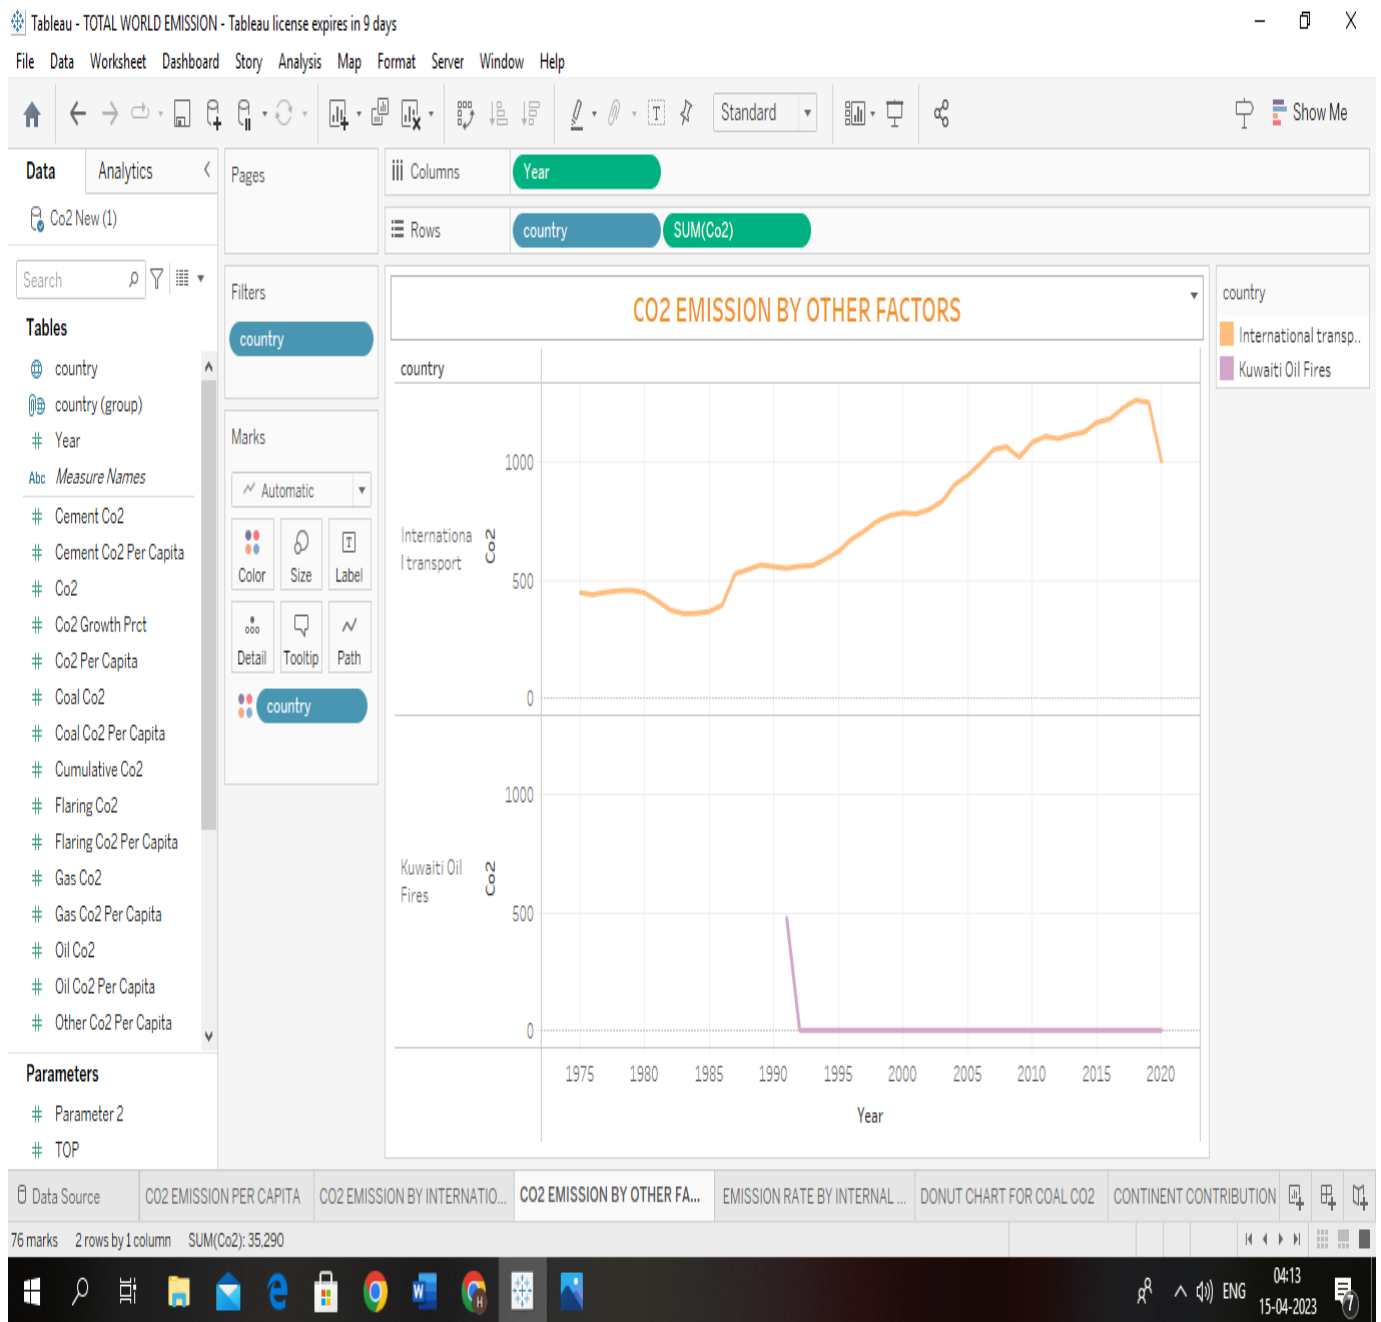 Tableau - TOTAL WORLD EMISSION - Tableau license expires in 9 days
File Data Worksheet Dashboard Story Analysis Map Format Server Window Help
Standard
Show Me
Data Analytics
Co2 New (1)
Search
Tables
country
country (group)
# Year
Abc Measure Names
# Cement Co2
# Cement Co2 Per Capita
# Co2
# Co2 Growth Prct
# Co2 Per Capita
# Coal Co2
# Coal Co2 Per Capita
# Cumulative Co2
# Flaring Co2
# Flaring Co2 Per Capita
# Gas Co2
# Gas Co2 Per Capita
# Oil Co2
# Oil Co2 Per Capita
# Other Co2 Per Capita
Parameters
# Parameter 2
# TOP
Pages
Filters
country
Marks
Automatic
Color Size Label
Detail Tooltip Path
country
Columns Year
Rows country SUM(Co2)
CO2 EMISSION BY OTHER FACTORS
country
Internationa
l transport
Co2
1000
500
0
Kuwaiti Oil
Fires
Co2
1000
500
0
1975 1980 1985 1990 1995 2000 2005 2010 2015 2020
Year
country
International transp..
Kuwaiti Oil Fires
Data Source CO2 EMISSION PER CAPITA CO2 EMISSION BY INTERNATIO... CO2 EMISSION BY OTHER FA... EMISSION RATE BY INTERNAL ... DONUT CHART FOR COAL CO2 CONTINENT CONTRIBUTION
76 marks 2 rows by 1 column SUM(Co2): 35,290
ENG
04:13
15-04-2023
7